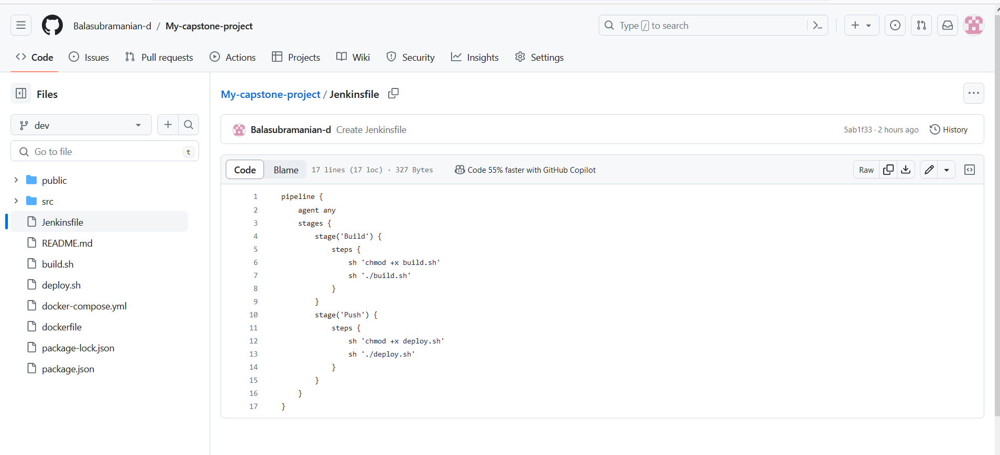 Balasubramanian-d / My-capstone-project
Type / to search
Code Issues Pull requests Actions Projects Wiki Security Insights Settings
Files
dev
Go to file t
public
src
Jenkinsfile
README.md
build.sh
deploy.sh
docker-compose.yml
dockerfile
package-lock.json
package.json
My-capstone-project / Jenkinsfile
Balasubramanian-d Create Jenkinsfile 5ab1f33 · 2 hours ago History
Code Blame 17 lines (17 loc) · 327 Bytes Code 55% faster with GitHub Copilot Raw
1 pipeline {
2     agent any
3     stages {
4         stage('Build') {
5             steps {
6                 sh 'chmod +x build.sh'
7                 sh './build.sh'
8             }
9         }
10         stage('Push') {
11             steps {
12                 sh 'chmod +x deploy.sh'
13                 sh './deploy.sh'
14             }
15         }
16     }
17 }